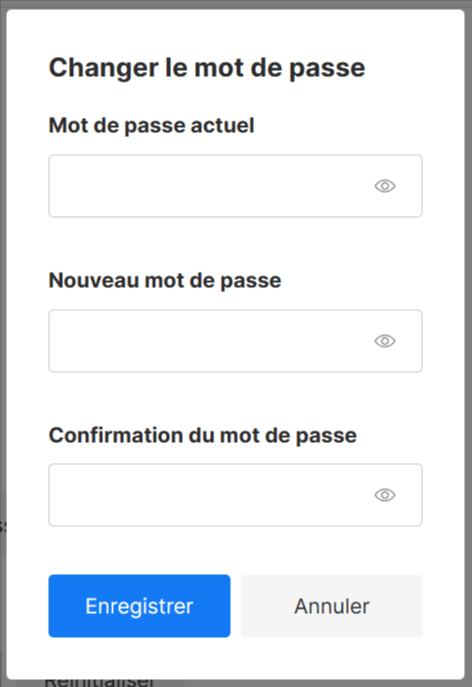 Changer le mot de passe
Mot de passe actuel
Nouveau mot de passe
Confirmation du mot de passe
Enregistrer Annuler
Réinitialiser